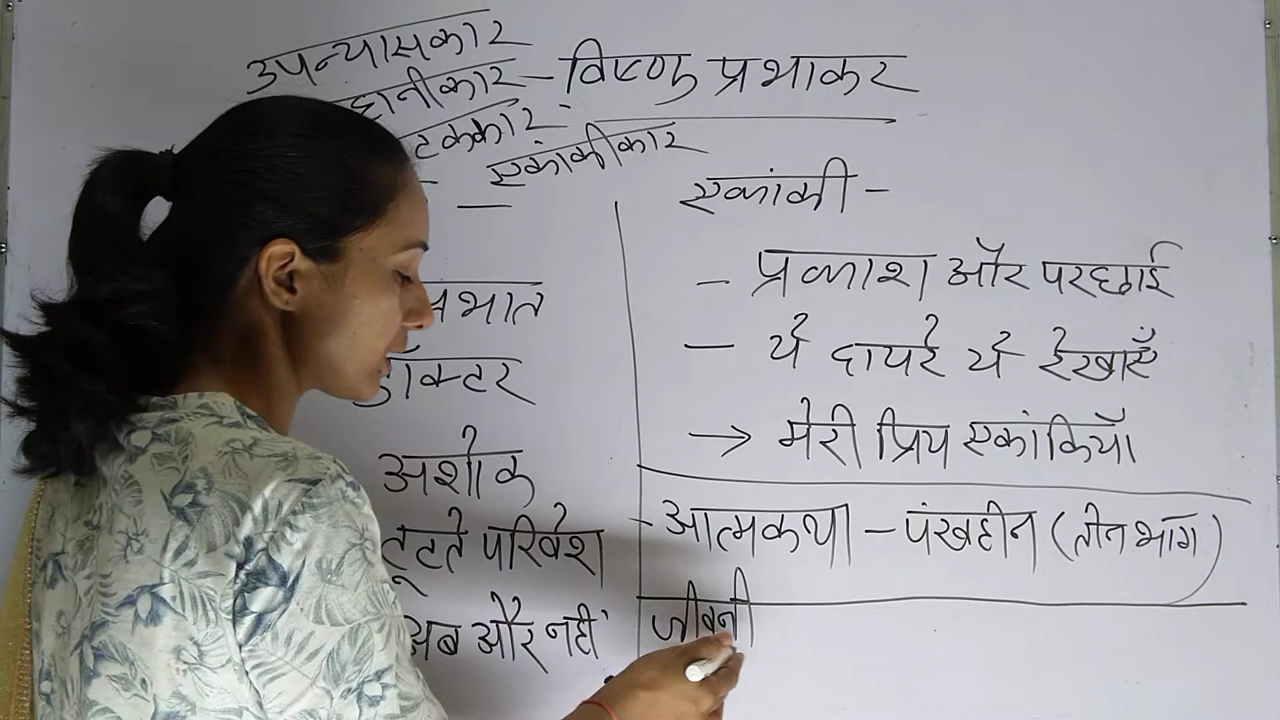 उपन्यासकार
हानीकार – विष्णु प्रभाकर
टककार
– एकांकीकार
एकांकी –
– प्रकाश और परछाई
– ये दायरे ये रेखाएँ
→ मेरी प्रिय एकांकियाँ
- आत्मकथा – पंखहीन (तीन भाग)
जीवनी
भात
डॉक्टर
अशोक
टूटते परिवेश
अब और नहीं